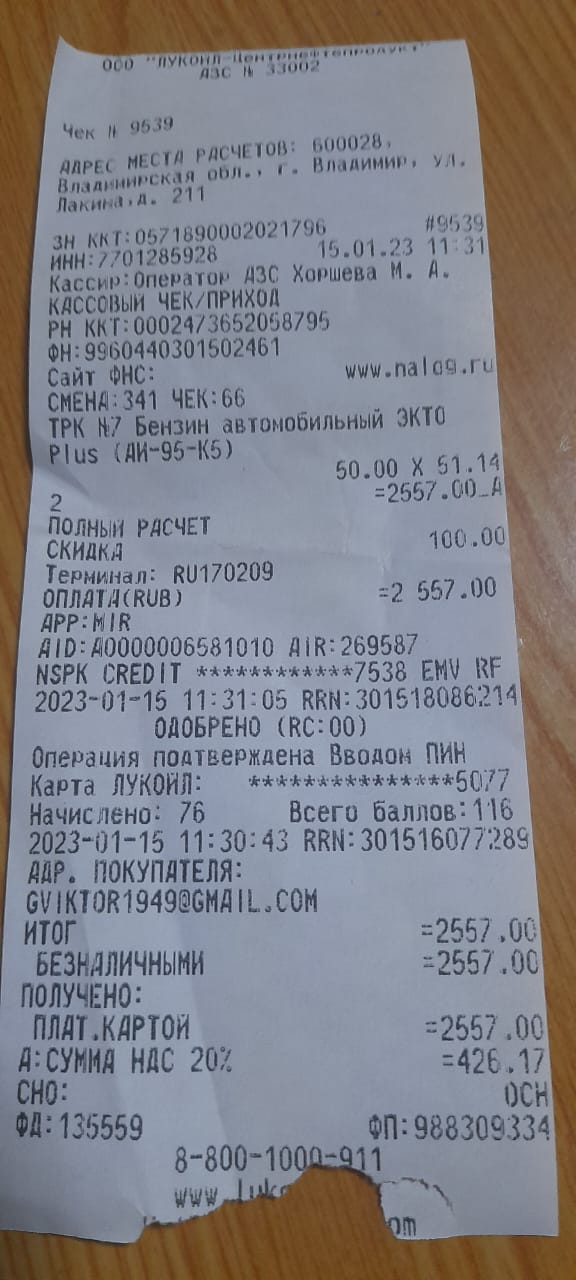 ООО "ЛУКОЙЛ-Центрнефтепродукт"
АЗС № 33002
Чек № 9539
АДРЕС МЕСТА РАСЧЕТОВ: 600028,
Владимирская обл., г. Владимир, ул.
Лакина,д. 211
ЗН ККТ:0571890002021796 #9539
ИНН:7701285928 15.01.23 11:31
Кассир:Оператор АЗС Хоршева М. А.
КАССОВЫЙ ЧЕК/ПРИХОД
РН ККТ:0002473652058795
ФН:9960440301502461
Сайт ФНС: www.nalog.ru
СМЕНА:341 ЧЕК:66
ТРК №7 Бензин автомобильный ЭКТО
Plus (АИ-95-К5)
50.00 X 51.14
=2557.00_А
2
ПОЛНЫЙ РАСЧЕТ
СКИДКА 100.00
Терминал: RU170209
ОПЛАТА(RUB) =2 557.00
APP:MIR
AID:A0000006581010 AIR:269587
NSPK CREDIT ************7538 EMV RF
2023-01-15 11:31:05 RRN:301518086214
ОДОБРЕНО (RC:00)
Операция подтверждена Вводом ПИН
Карта ЛУКОЙЛ: ***************5077
Начислено: 76 Всего баллов:116
2023-01-15 11:30:43 RRN:301516077289
АДР. ПОКУПАТЕЛЯ:
GVIKTOR1949@GMAIL.COM
ИТОГ =2557.00
БЕЗНАЛИЧНЫМИ =2557.00
ПОЛУЧЕНО:
ПЛАТ.КАРТОЙ =2557.00
А:СУММА НДС 20% =426.17
СНО: ОСН
ФД:135559 ФП:988309334
8-800-1000-911
www.luko
om